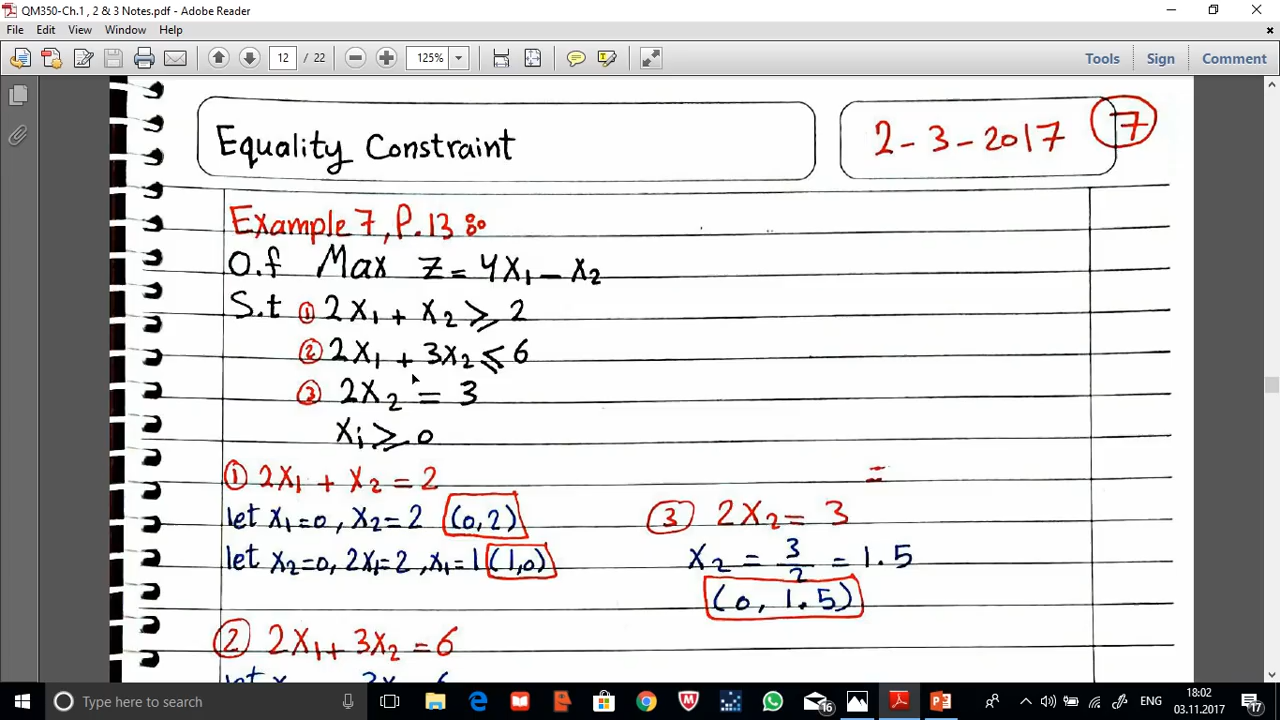 QM350-Ch.1, 2 & 3 Notes.pdf - Adobe Reader
File Edit View Window Help
12 / 22 125% Tools Sign Comment
Equality Constraint 2-3-2017 7
Example 7, P.13 :
O.f Max Z = 4X1 - X2
S.t ① 2X1 + X2 ≥ 2
② 2X1 + 3X2 ≤ 6
③ 2X2 = 3
Xi ≥ 0
① 2X1 + X2 = 2 =
let X1=0, X2=2 (0,2)
let X2=0, 2X1=2, X1=1 (1,0)
③ 2X2 = 3
X2 = 3/2 = 1.5
(0, 1.5)
② 2X1 + 3X2 = 6
Type here to search 16 ENG 18:02
03.11.2017 17